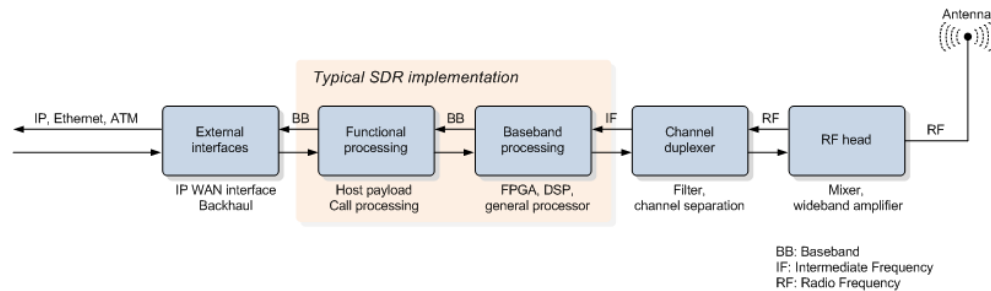 Antenna
Typical SDR implementation
IP, Ethernet, ATM
BB
BB
IF
RF
RF
External
interfaces
Functional
processing
Baseband
processing
Channel
duplexer
RF head
IP WAN interface
Backhaul
Host payload
Call processing
FPGA, DSP,
general processor
Filter,
channel separation
Mixer,
wideband amplifier
BB: Baseband
IF: Intermediate Frequency
RF: Radio Frequency